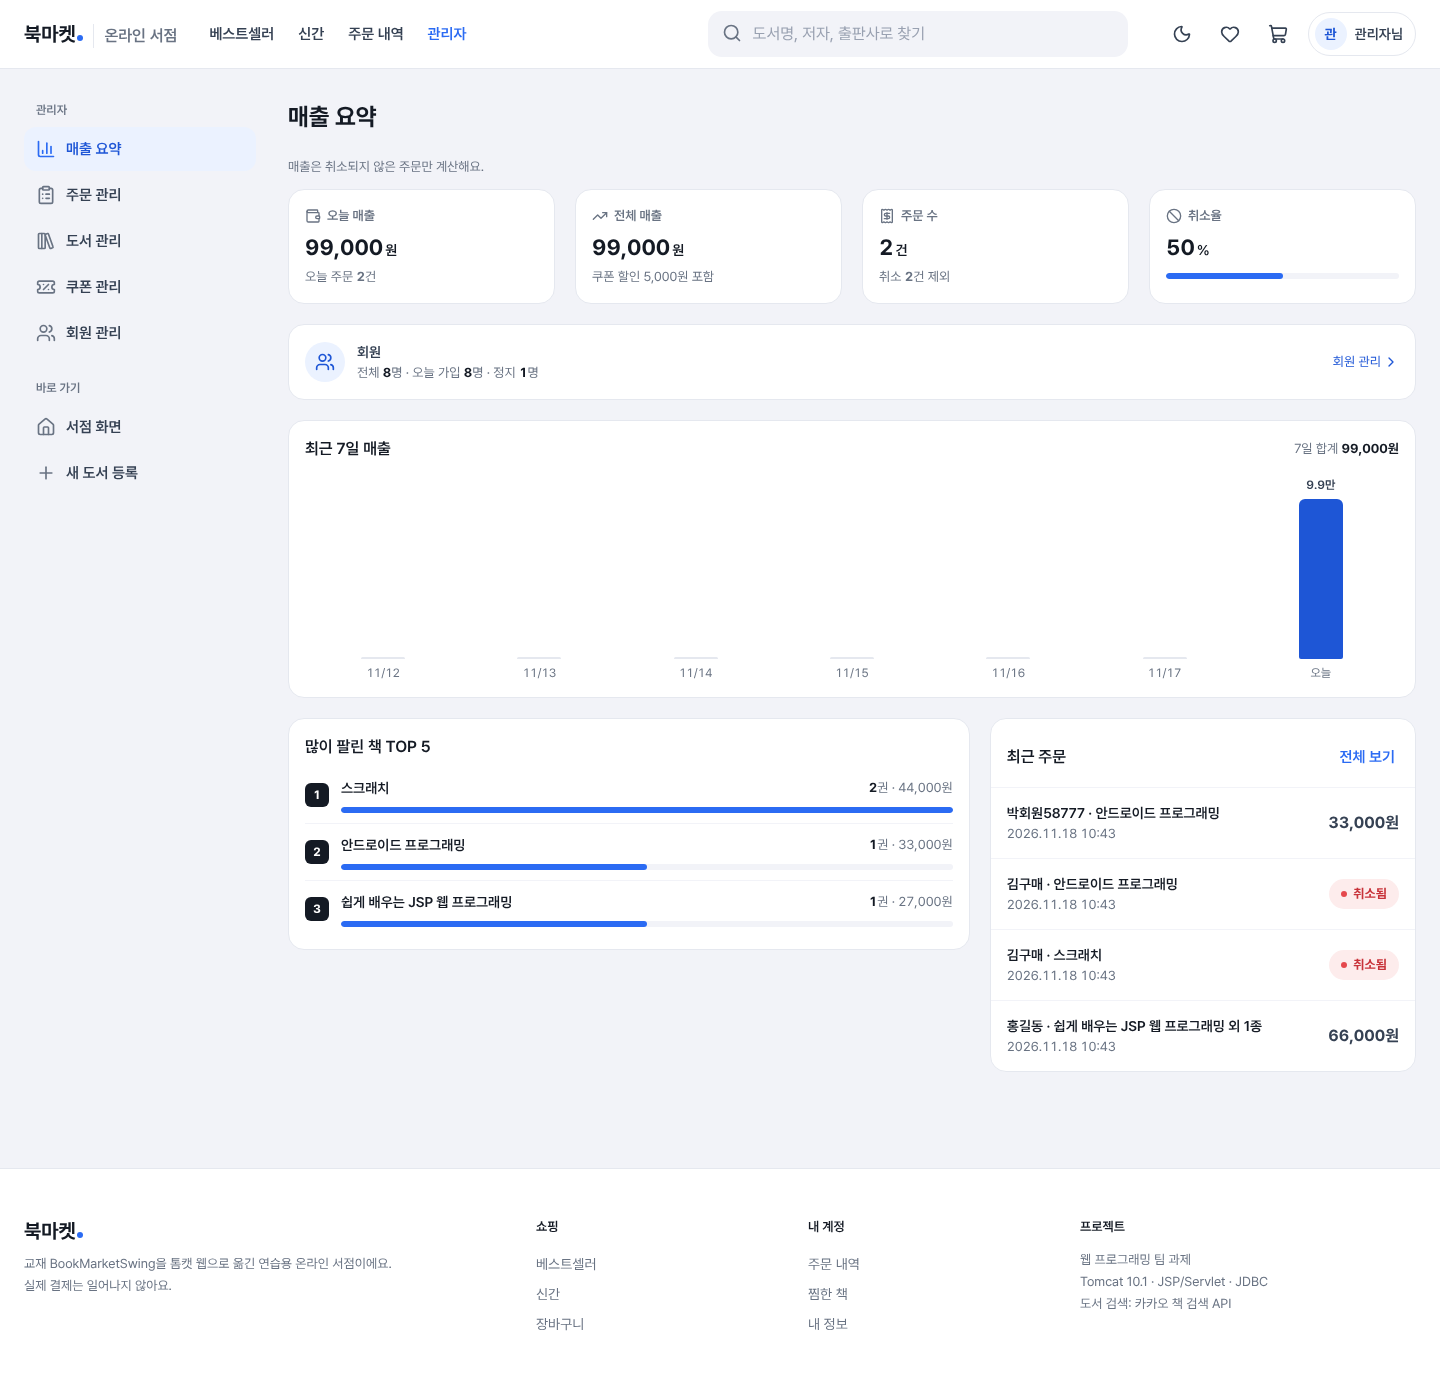 북마켓.
온라인 서점
베스트셀러
신간
주문 내역
관리자
도서명, 저자, 출판사로 찾기
관
관리자님
관리자
매출 요약
주문 관리
도서 관리
쿠폰 관리
회원 관리
바로 가기
서점 화면
새 도서 등록
매출 요약
매출은 취소되지 않은 주문만 계산해요.
오늘 매출
99,000원
오늘 주문 2건
전체 매출
99,000원
쿠폰 할인 5,000원 포함
주문 수
2건
취소 2건 제외
취소율
50%
회원
전체 8명 · 오늘 가입 8명 · 정지 1명
회원 관리
최근 7일 매출
7일 합계 99,000원
9.9만
11/12
11/13
11/14
11/15
11/16
11/17
오늘
많이 팔린 책 TOP 5
1
스크래치
2권 · 44,000원
2
안드로이드 프로그래밍
1권 · 33,000원
3
쉽게 배우는 JSP 웹 프로그래밍
1권 · 27,000원
최근 주문
전체 보기
박회원58777 · 안드로이드 프로그래밍
2026.11.18 10:43
33,000원
김구매 · 안드로이드 프로그래밍
2026.11.18 10:43
취소됨
김구매 · 스크래치
2026.11.18 10:43
취소됨
홍길동 · 쉽게 배우는 JSP 웹 프로그래밍 외 1종
2026.11.18 10:43
66,000원
북마켓.
교재 BookMarketSwing을 톰캣 웹으로 옮긴 연습용 온라인 서점이에요.
실제 결제는 일어나지 않아요.
쇼핑
베스트셀러
신간
장바구니
내 계정
주문 내역
찜한 책
내 정보
프로젝트
웹 프로그래밍 팀 과제
Tomcat 10.1 · JSP/Servlet · JDBC
도서 검색: 카카오 책 검색 API